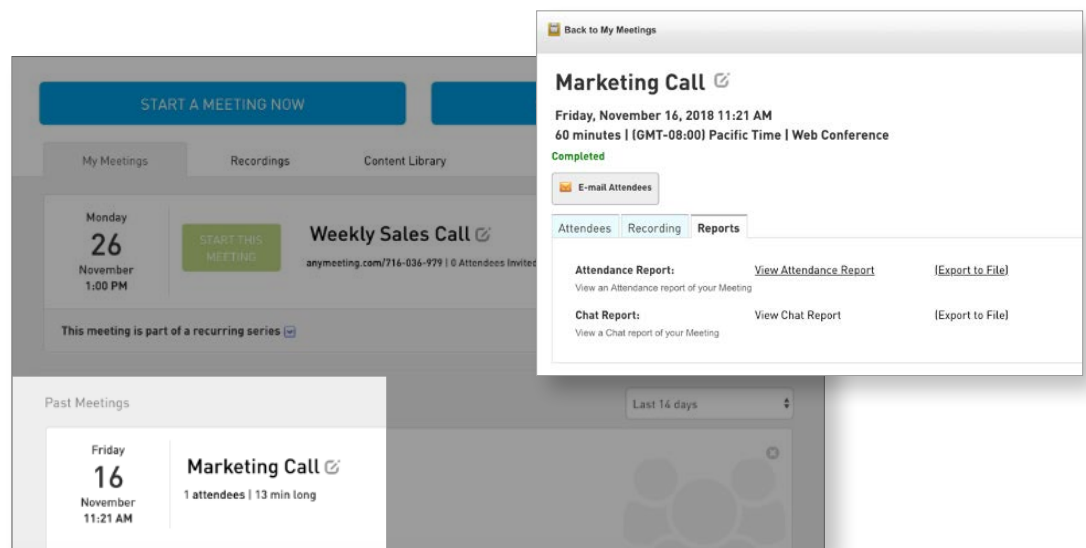 START A MEETING NOW
My Meetings
Recordings
Content Library
Monday
26
November
1:00 PM
START THIS
MEETING
Weekly Sales Call
anymeeting.com/716-036-979 | 0 Attendees Invited
This meeting is part of a recurring series
Past Meetings
Last 14 days
Friday
16
November
11:21 AM
Marketing Call
1 attendees | 13 min long
Back to My Meetings
Marketing Call
Friday, November 16, 2018 11:21 AM
60 minutes | (GMT-08:00) Pacific Time | Web Conference
Completed
E-mail Attendees
Attendees
Recording
Reports
Attendance Report: View Attendance Report (Export to File)
View an Attendance report of your Meeting
Chat Report: View Chat Report (Export to File)
View a Chat report of your Meeting